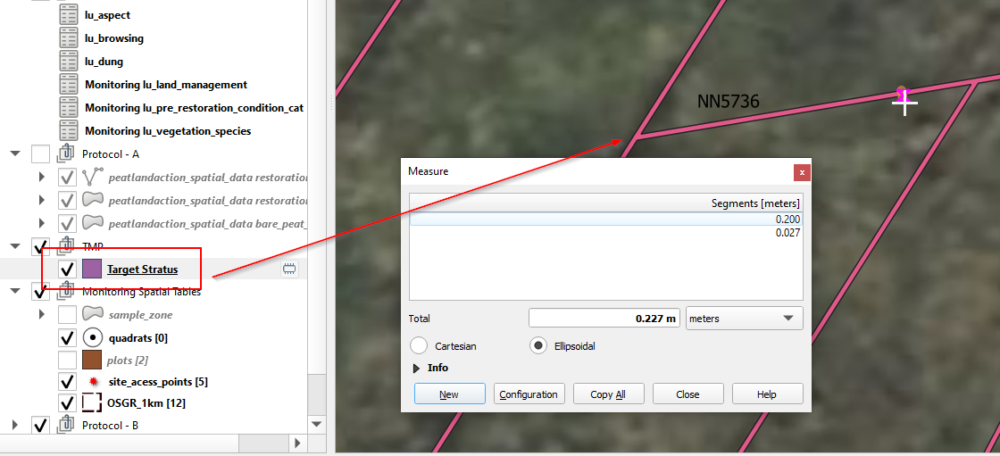 lu_aspect
lu_browsing
lu_dung
Monitoring lu_land_management
Monitoring lu_pre_restoration_condition_cat
Monitoring lu_vegetation_species
Protocol - A
peatlandaction_spatial_data restoration
peatlandaction_spatial_data restoration
peatlandaction_spatial_data bare_peat_
TMP
Target Stratus
Monitoring Spatial Tables
sample_zone
quadrats [0]
plots [2]
site_acess_points [5]
OSGR_1km [12]
Protocol - B
NN5736
Measure
x
Segments [meters]
0.200
0.027
Total
0.227 m
meters
Cartesian
Ellipsoidal
Info
New
Configuration
Copy All
Close
Help